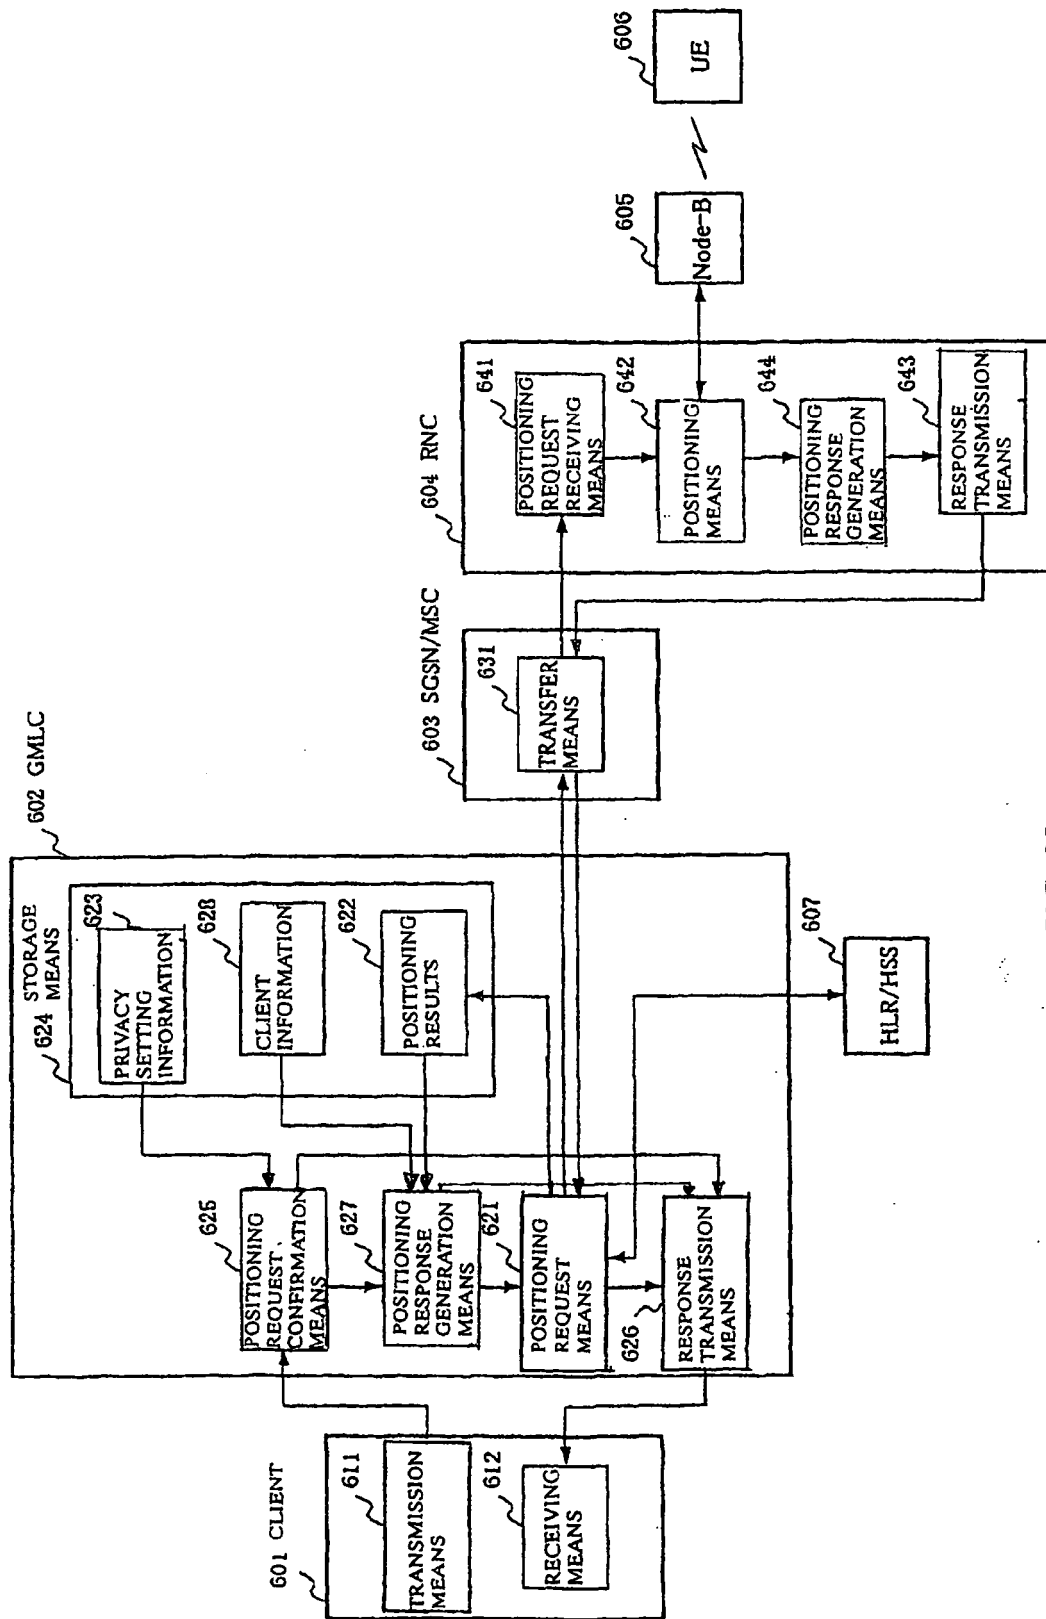 601 CLIENT
611
TRANSMISSION
MEANS
612
RECEIVING
MEANS
602 GMLC
625
POSITIONING
REQUEST、
CONFIRMATION
MEANS
627
POSITIONING
RESPONSE
GENERATION
MEANS
621
POSITIONING
REQUEST
MEANS
626
RESPONSE
TRANSMISSION
MEANS
624 STORAGE
MEANS
623
PRIVACY
SETTING
INFORMATION
628
CLIENT
INFORMATION
622
POSITIONING
RESULTS
607
HLR/HSS
603 SGSN/MSC
631
TRANSFER
MEANS
604 RNC
641
POSITIONING
REQUEST
RECEIVING
MEANS
642
POSITIONING
MEANS
644
POSITIONING
RESPONSE
GENERATION
MEANS
643
RESPONSE
TRANSMISSION
MEANS
605
Node-B
606
UE